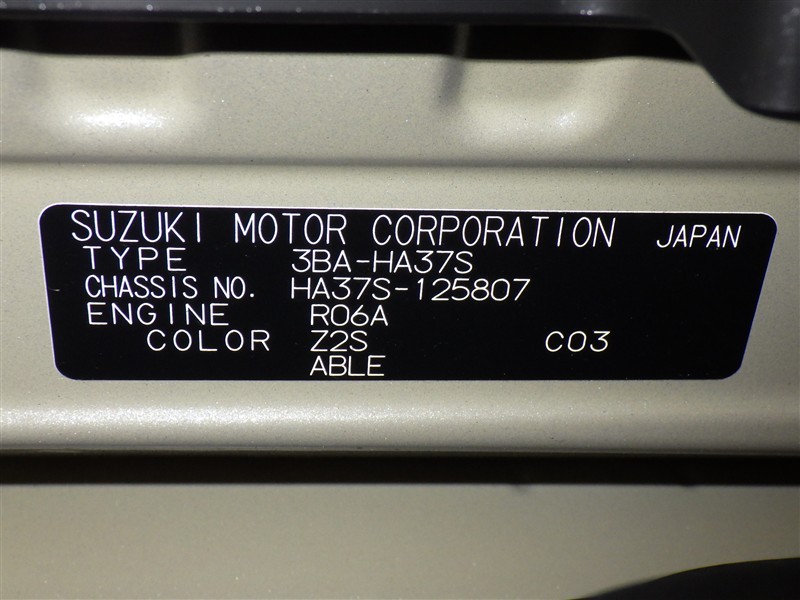 SUZUKI MOTOR CORPORATION JAPAN
TYPE 3BA-HA37S
CHASSIS NO. HA37S-125807
ENGINE R06A
COLOR Z2S C03
ABLE